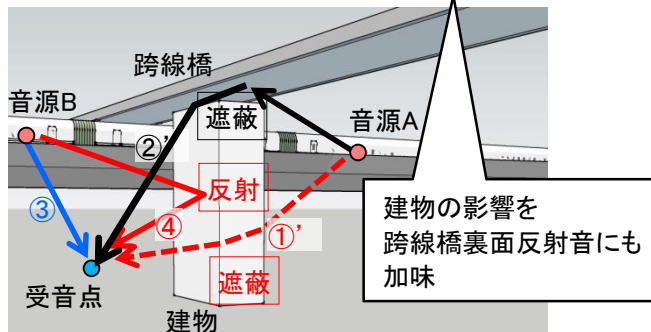 跨線橋
音源B
遮蔽
音源A
②’
反射
③
④
①’
建物の影響を
跨線橋裏面反射音にも
加味
受音点
遮蔽
建物